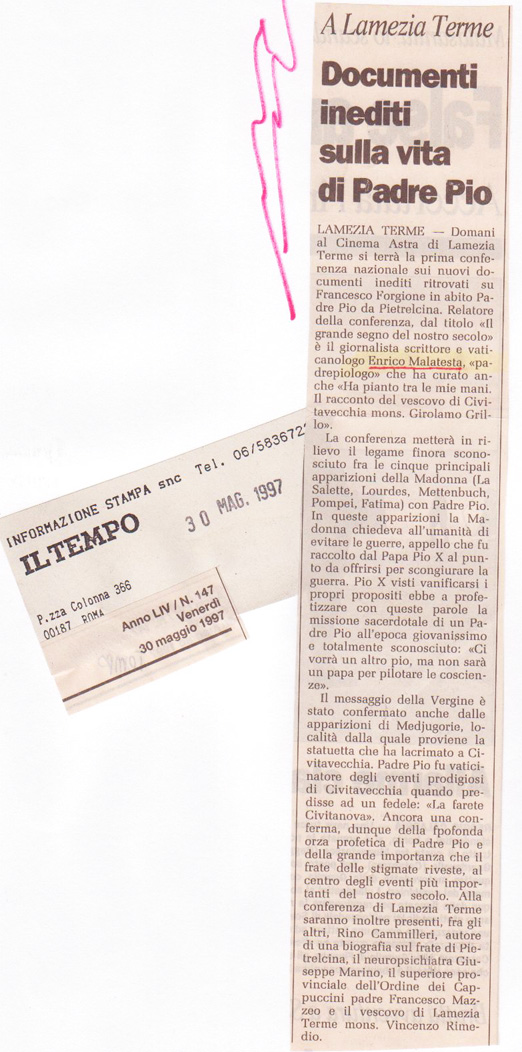 A Lamezia Terme
Documenti
inediti
sulla vita
di Padre Pio
LAMEZIA TERME — Domani
al Cinema Astra di Lamezia
Terme si terrà la prima confe-
renza nazionale sui nuovi do-
cumenti inediti ritrovati su
Francesco Forgione in abito Pa-
dre Pio da Pietrelcina. Relatore
della conferenza, dal titolo «Il
grande segno del nostro secolo»
è il giornalista scrittore e vati-
canologo Enrico Malatesta, «pa-
drepiologo» che ha curato an-
che «Ha pianto tra le mie mani.
Il racconto del vescovo di Civi-
tavecchia mons. Girolamo Gril-
lo».
La conferenza metterà in ri-
lievo il legame finora scono-
sciuto fra le cinque principali
apparizioni della Madonna (La
Salette, Lourdes, Mettenbuch,
Pompei, Fatima) con Padre Pio.
In queste apparizioni la Ma-
donna chiedeva all'umanità di
evitare le guerre, appello che fu
raccolto dal Papa Pio X al punto
da offrirsi per scongiurare la
guerra. Pio X visti vanificarsi i
propri propositi ebbe a profe-
tizzare con queste parole la
missione sacerdotale di un Pa-
dre Pio all'epoca giovanissimo
e totalmente sconosciuto: «Ci
vorrà un altro pio, ma non sarà
un papa per pilotare le coscien-
ze».
Il messaggio della Vergine è
stato confermato anche dalle
apparizioni di Medjugorie, lo-
calità dalla quale proviene la
statuetta che ha lacrimato a Ci-
vitavecchia. Padre Pio fu vatici-
natore degli eventi prodigiosi
di Civitavecchia quando pre-
disse ad un fedele: «La farete
Civitanova». Ancora una con-
ferma, dunque della fpofonda
orza profetica di Padre Pio e
della grande importanza che il
frate delle stigmate riveste, al
centro degli eventi più impor-
tanti del nostro secolo. Alla
conferenza di Lamezia Terme
saranno inoltre presenti, fra gli
altri, Rino Cammilleri, autore
di una biografia sul frate di Pie-
trelcina, il neuropsichiatra Giu-
seppe Marino, il superiore pro-
vinciale dell'Ordine dei Cap-
puccini padre Francesco Maz-
zeo e il vescovo di Lamezia
Terme mons. Vincenzo Rime-
dio.
INFORMAZIONE STAMPA snc Tel. 06/583672
IL TEMPO
30 MAG. 1997
P.zza Colonna 366
00187 ROMA
Anno LIV / N. 147
Venerdì
30 maggio 1997